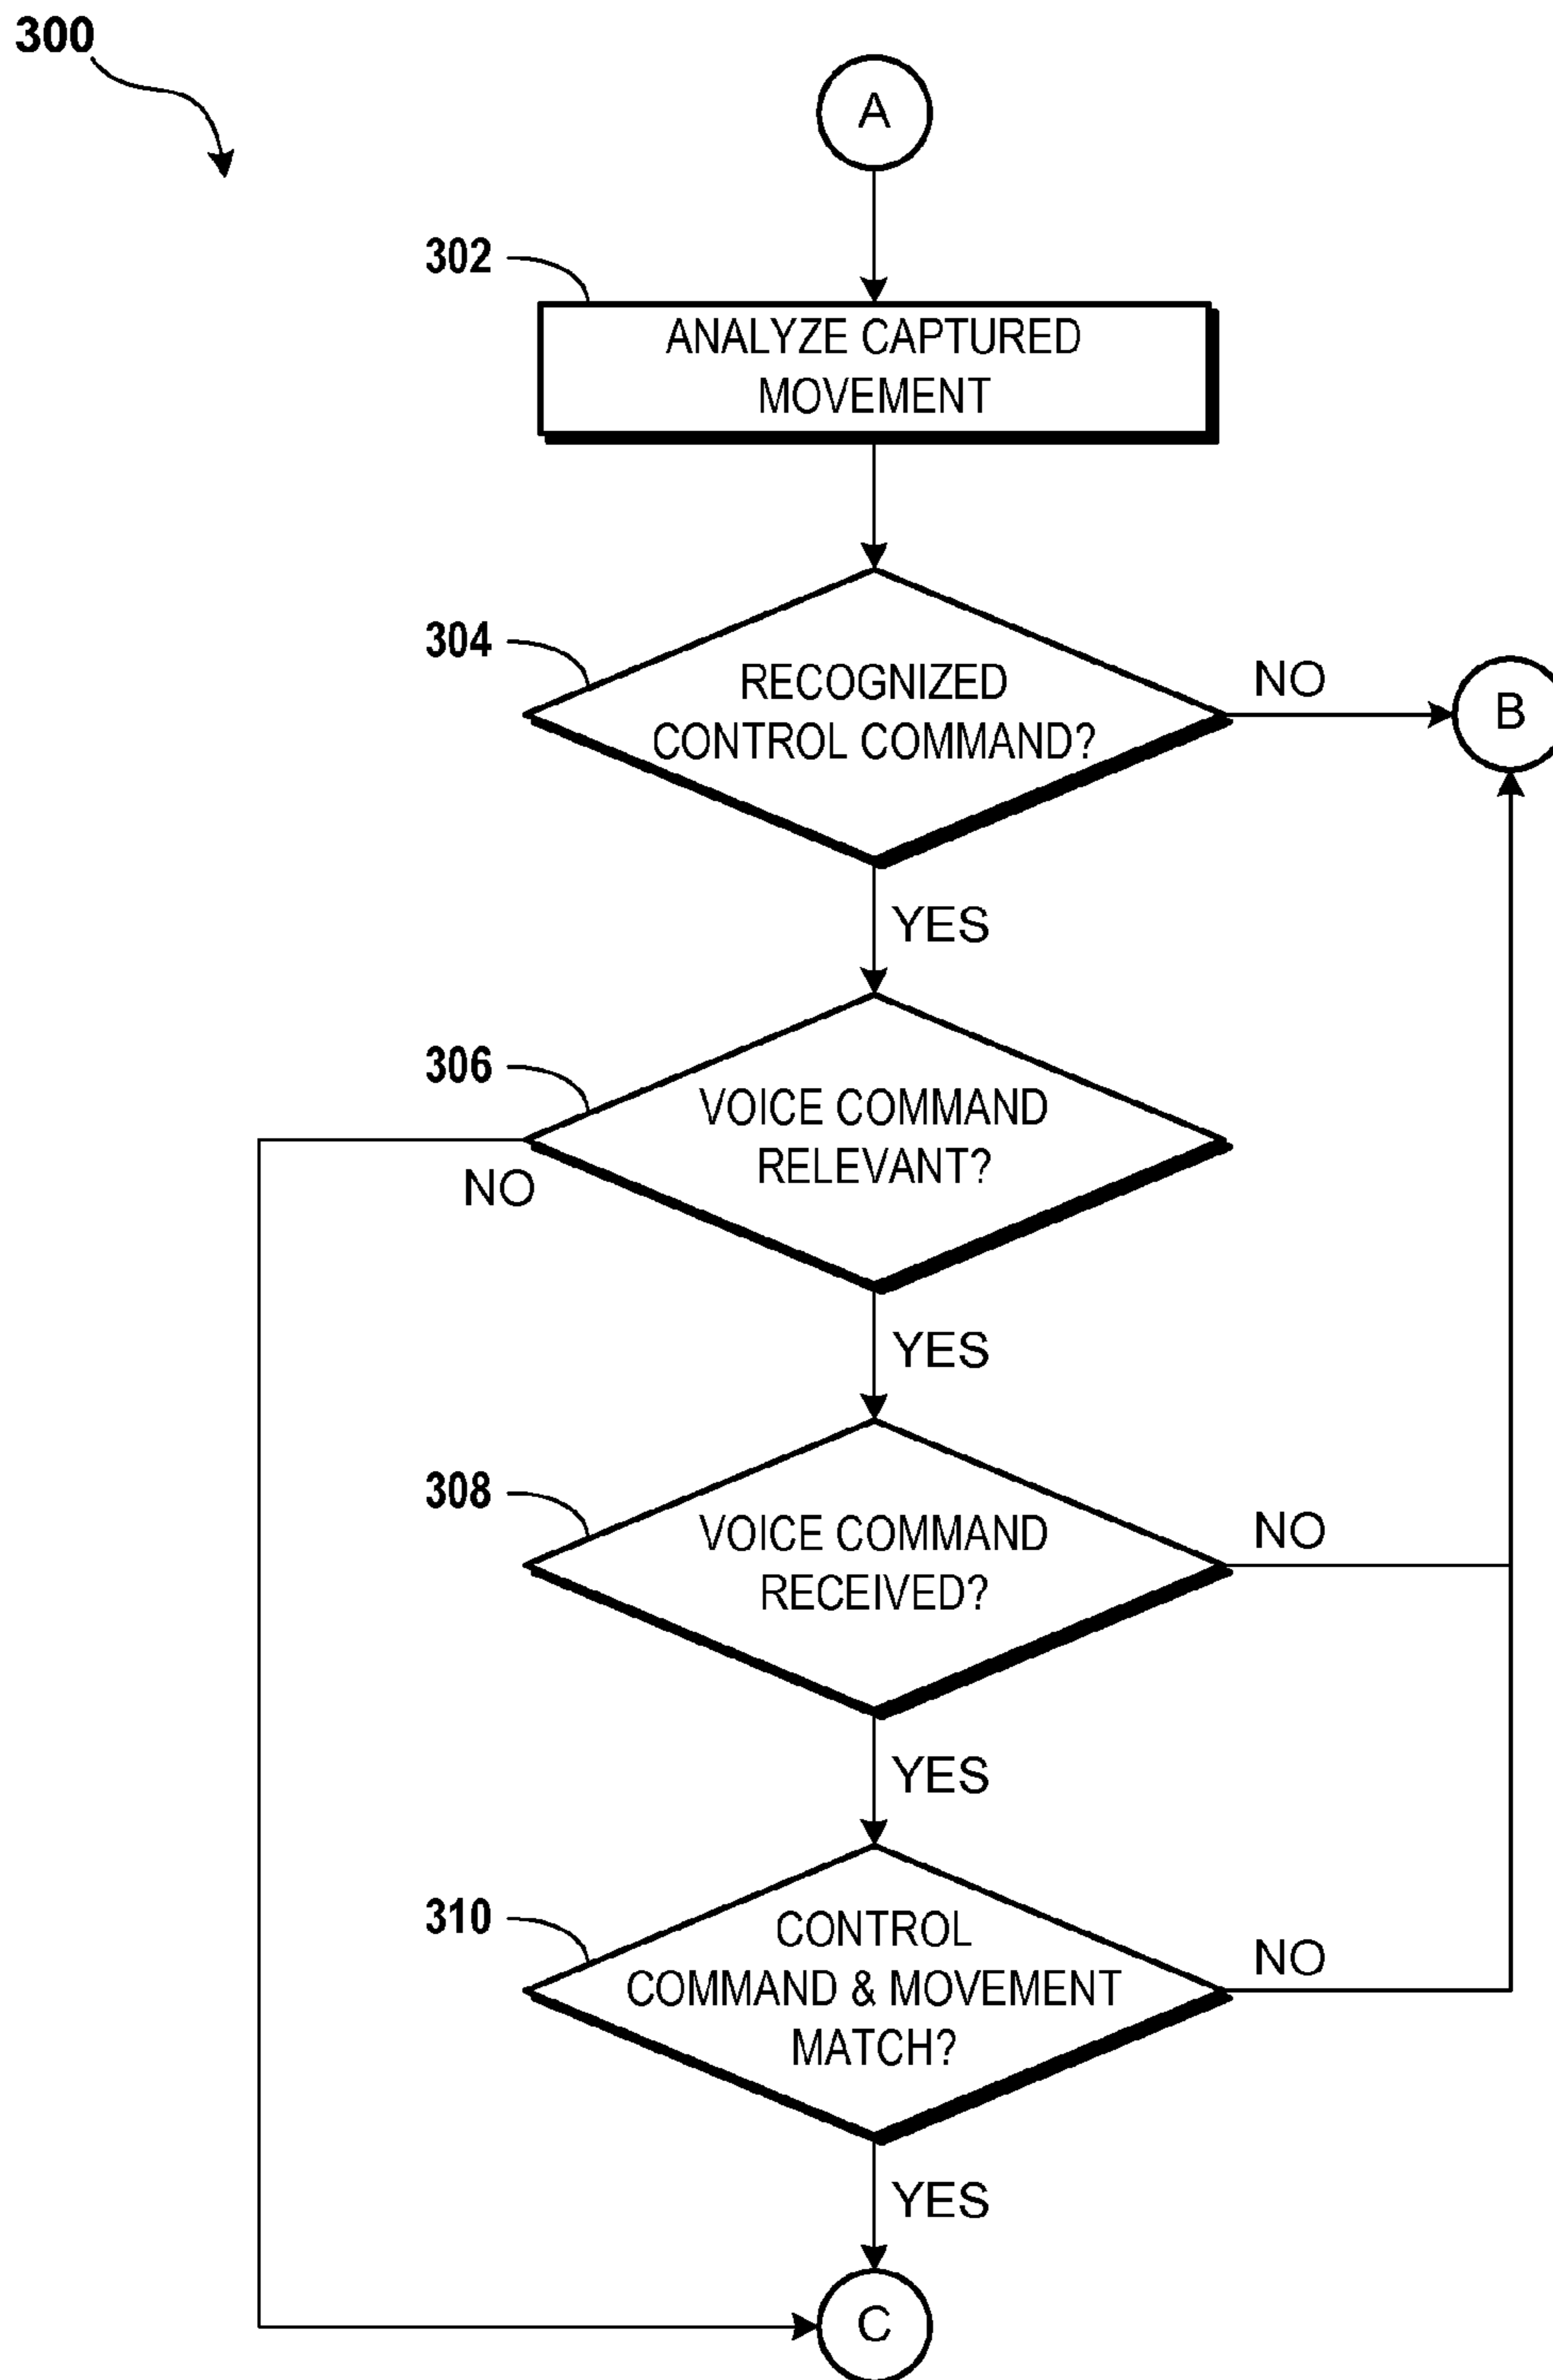 300
A
302
ANALYZE CAPTURED
MOVEMENT
304
RECOGNIZED
CONTROL COMMAND?
NO
B
YES
306
VOICE COMMAND
RELEVANT?
NO
YES
308
VOICE COMMAND
RECEIVED?
NO
YES
310
CONTROL
COMMAND & MOVEMENT
MATCH?
NO
YES
C